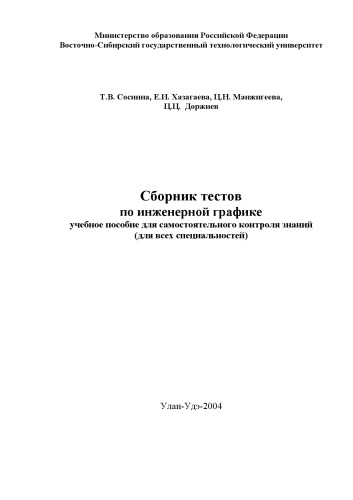 Министерство образования Российской Федерации
Восточно-Сибирский государственный технологический университет
Т.В. Соснина, Е.И. Хазагаева, Ц.Н. Манжигеева,
Ц.Ц. Доржиев
Сборник тестов
по инженерной графике
учебное пособие для самостоятельного контроля знаний
(для всех специальностей)
Улан-Удэ-2004